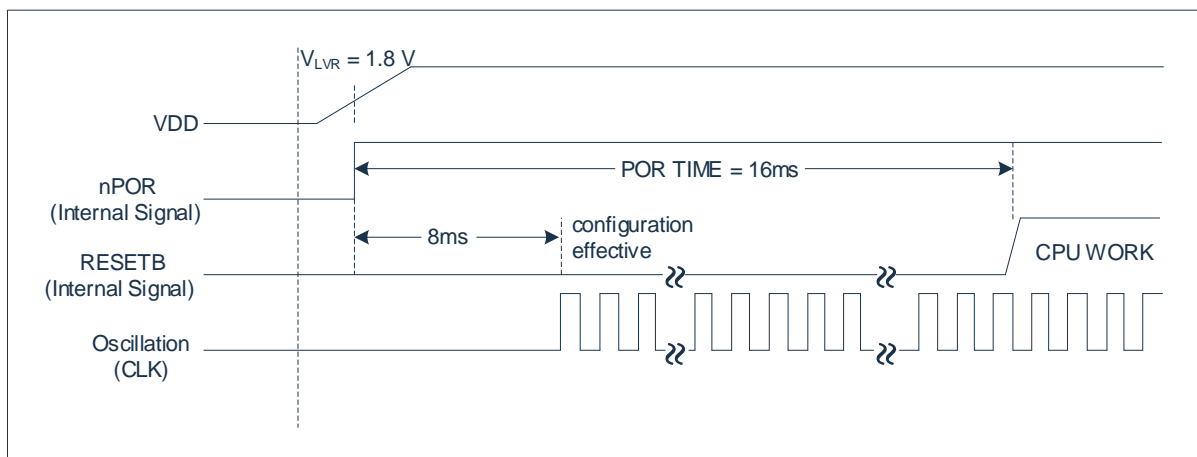 VLVR = 1.8 V
VDD
POR TIME = 16ms
nPOR
(Internal Signal)
8ms
configuration
effective
RESETB
(Internal Signal)
CPU WORK
Oscillation
(CLK)